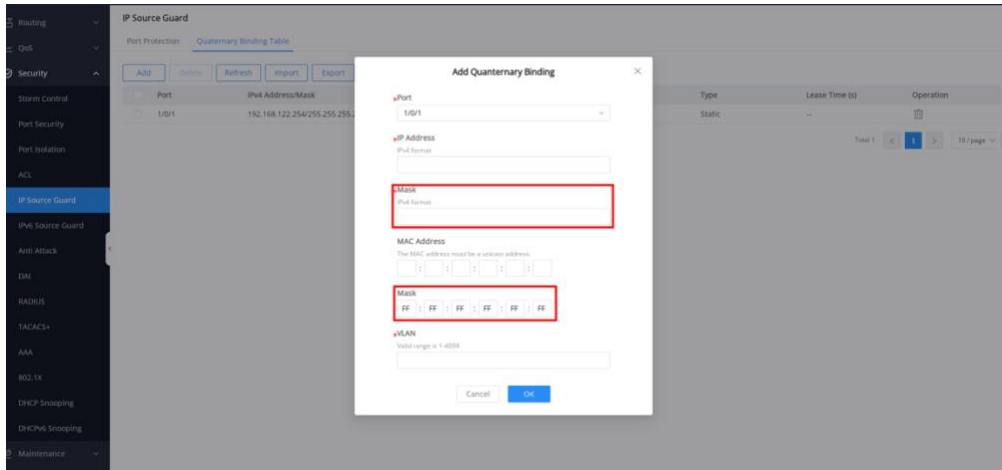 Routing
QoS
Security
Storm Control
Port Security
Port Isolation
ACL
IP Source Guard
IPv6 Source Guard
Anti Attack
DAI
RADIUS
TACACS+
AAA
802.1X
DHCP Snooping
DHCPv6 Snooping
Maintenance
IP Source Guard
Port Protection Quaternary Binding Table
Add Delete Refresh Import Export
Port IPv4 Address/Mask Type Lease Time (s) Operation
1/0/1 192.168.122.254/255.255.255.2 Static --
Total 1 < 1 > 10 / page
Add Quanternary Binding
*Port
1/0/1
*IP Address
IPv4 format
*Mask
IPv4 format
MAC Address
The MAC address must be a unicast address.
: : : : :
Mask
FF : FF : FF : FF : FF : FF
*VLAN
Valid range is 1-4094
Cancel OK